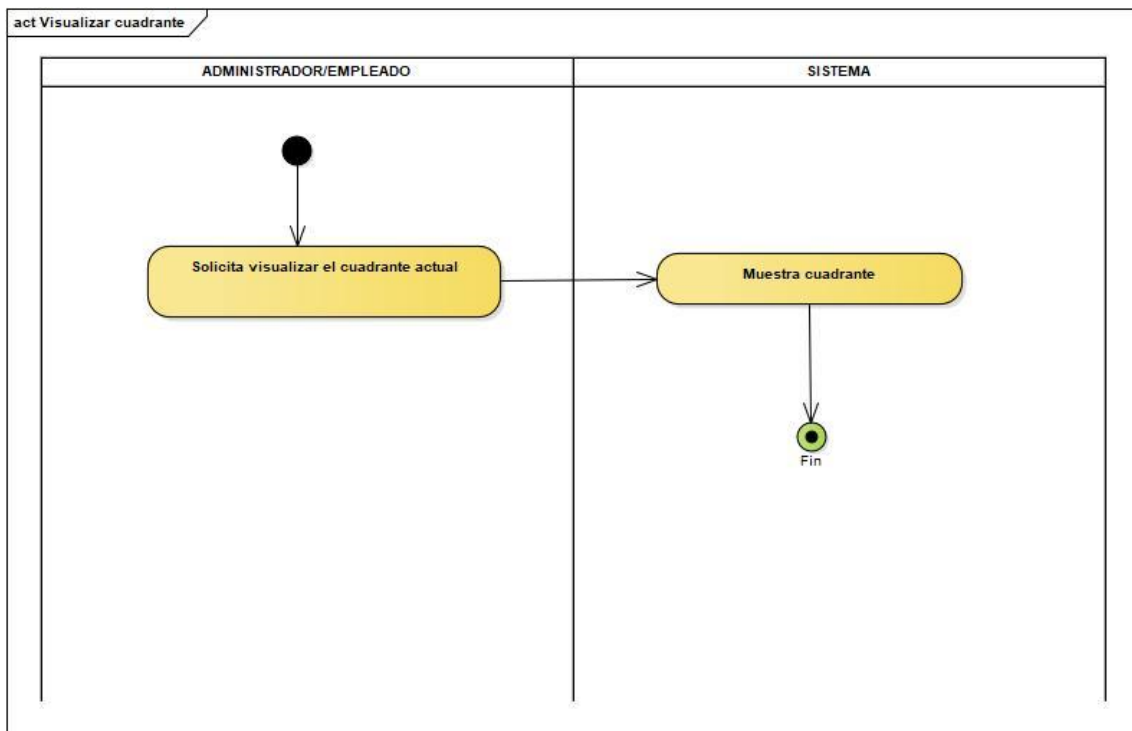 act Visualizar cuadrante
ADMINISTRADOR/EMPLEADO
SISTEMA
Solicita visualizar el cuadrante actual
Muestra cuadrante
Fin